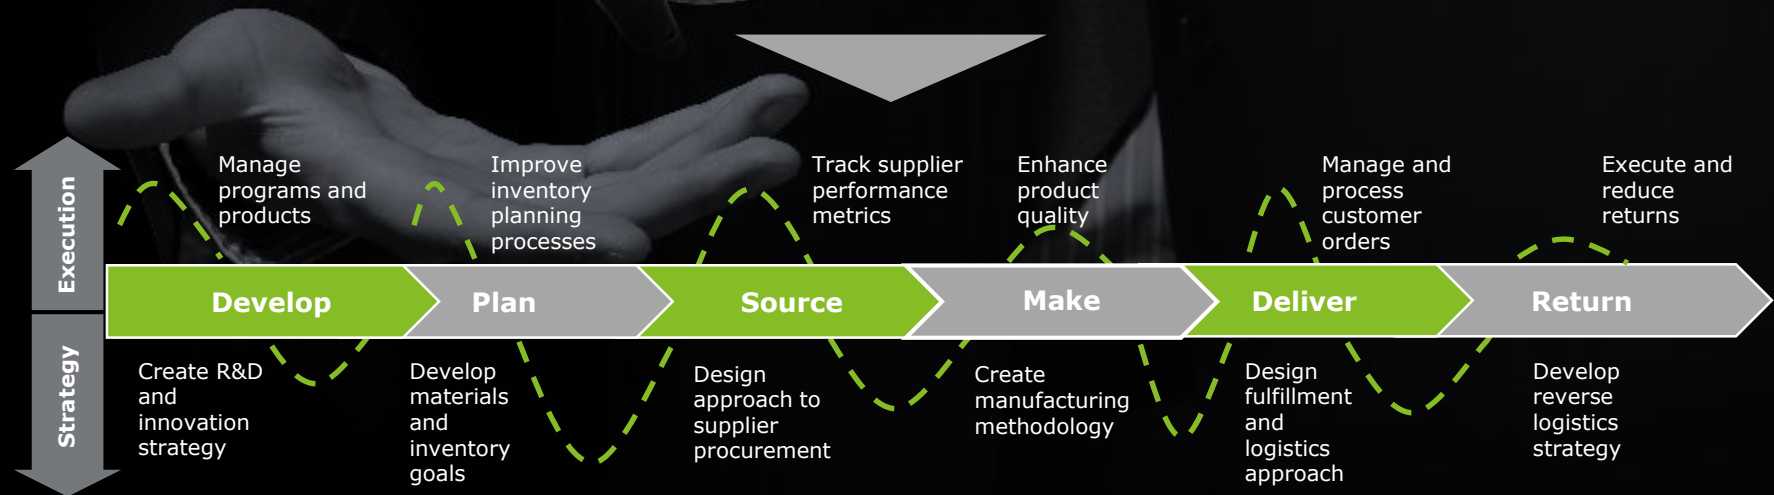 Execution
Manage
programs and
products
Improve
inventory
planning
processes
Track supplier
performance
metrics
Enhance
product
quality
Manage and
process
customer
orders
Execute and
reduce
returns
Develop
Plan
Source
Make
Deliver
Return
Strategy
Create R&D
and
innovation
strategy
Develop
materials
and
inventory
goals
Design
approach to
supplier
procurement
Create
manufacturing
methodology
Design
fulfillment
and
logistics
approach
Develop
reverse
logistics
strategy